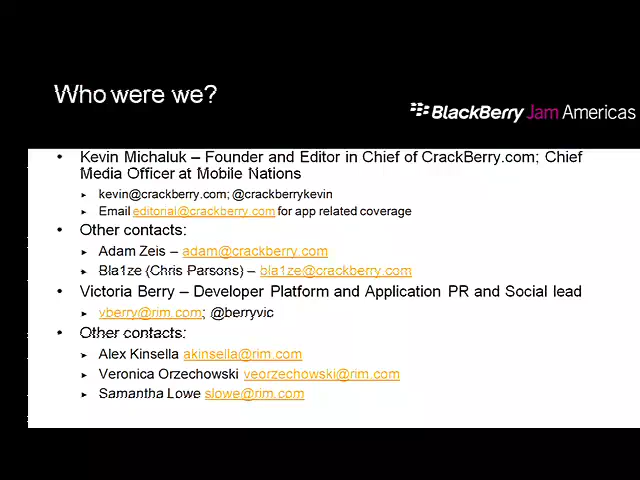 Who were we?
BlackBerry Jam Americas
• Kevin Michaluk – Founder and Editor in Chief of CrackBerry.com; Chief
Media Officer at Mobile Nations
► kevin@crackberry.com; @crackberrykevin
► Email editorial@crackberry.com for app related coverage
• Other contacts:
► Adam Zeis – adam@crackberry.com
► Bla1ze (Chris Parsons) – bla1ze@crackberry.com
• Victoria Berry – Developer Platform and Application PR and Social lead
► vberry@rim.com; @berryvic
• Other contacts:
► Alex Kinsella akinsella@rim.com
► Veronica Orzechowski veorzechowski@rim.com
► Samantha Lowe slowe@rim.com